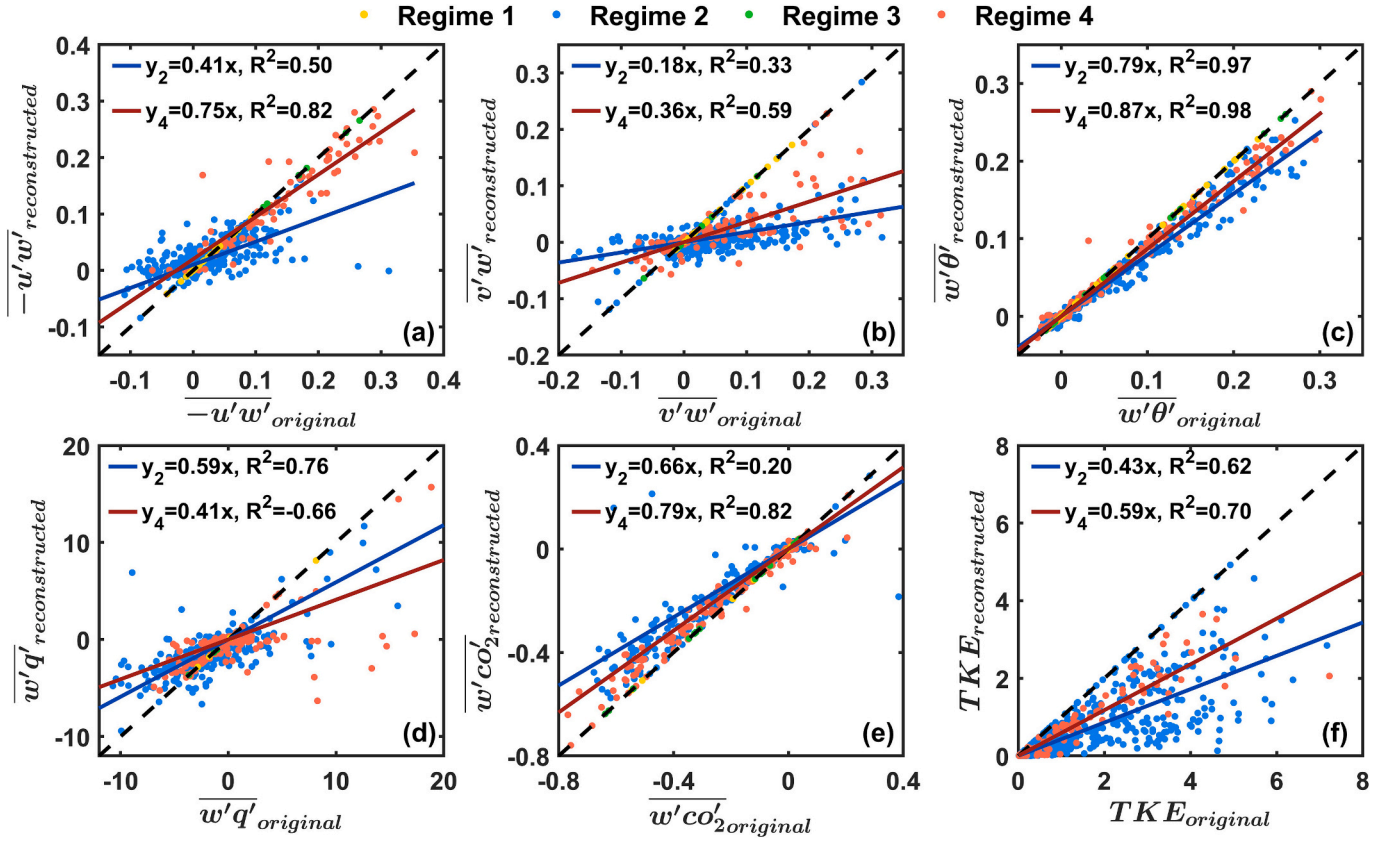 Regime 1 Regime 2 Regime 3 Regime 4
0.4
0.3
0.2
0.1
0
-0.1
-0.1 0 0.1 0.2 0.3 0.4
y₂=0.41x, R²=0.50
y₄=0.75x, R²=0.82
(a)
-u'w' reconstructed
-u'w' original
0.3
0.2
0.1
0
-0.1
-0.2
-0.2 -0.1 0 0.1 0.2 0.3
y₂=0.18x, R²=0.33
y₄=0.36x, R²=0.59
(b)
v'w' reconstructed
v'w' original
0.3
0.2
0.1
0
0 0.1 0.2 0.3
y₂=0.79x, R²=0.97
y₄=0.87x, R²=0.98
(c)
w'θ' reconstructed
w'θ' original
20
10
0
-10
-10 0 10 20
y₂=0.59x, R²=0.76
y₄=0.41x, R²=-0.66
(d)
w'q' reconstructed
w'q' original
0.4
0
-0.4
-0.8
-0.8 -0.4 0 0.4
y₂=0.66x, R²=0.20
y₄=0.79x, R²=0.82
(e)
w'co₂' reconstructed
w'co₂' original
8
6
4
2
0
0 2 4 6 8
y₂=0.43x, R²=0.62
y₄=0.59x, R²=0.70
(f)
TKE reconstructed
TKE original